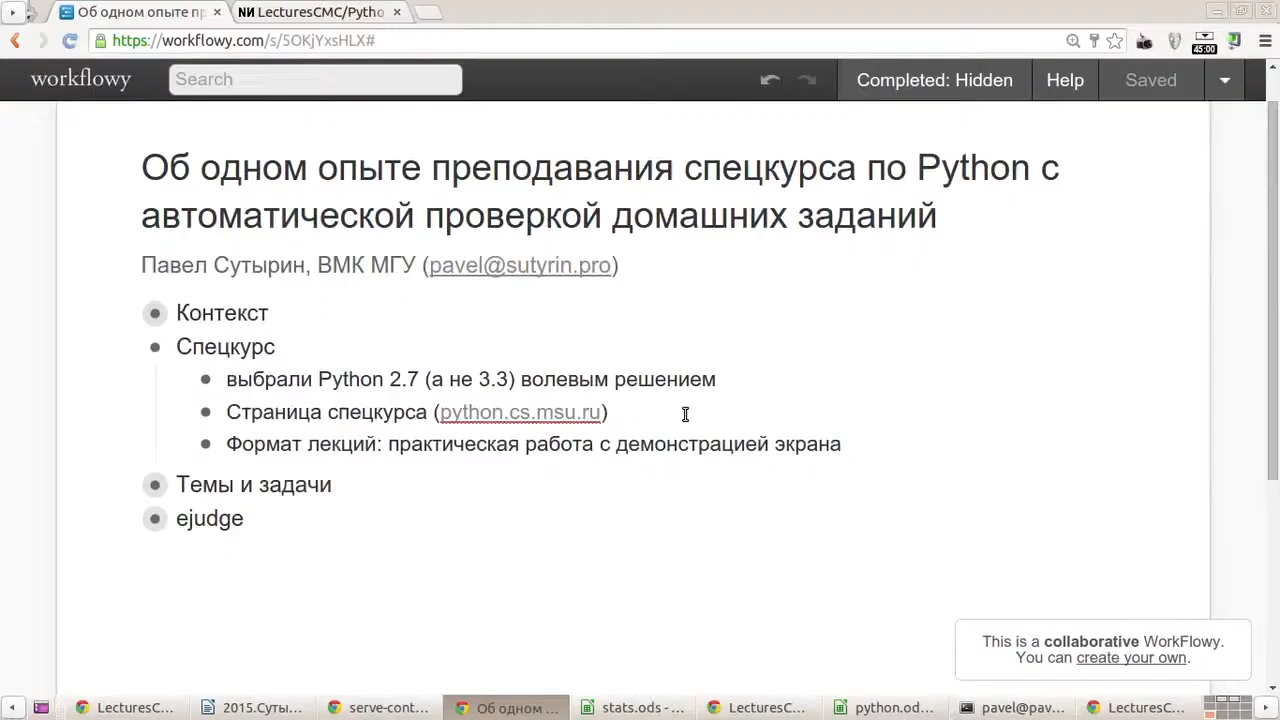 Об одном опыте пр
LecturesCMC/Pytho
https://workflowy.com/s/5OKjYxsHLX#
45:00
workflowy
Search
Completed: Hidden
Help
Saved
Об одном опыте преподавания спецкурса по Python с
автоматической проверкой домашних заданий
Павел Сутырин, ВМК МГУ (pavel@sutyrin.pro)
Контекст
Спецкурс
выбрали Python 2.7 (а не 3.3) волевым решением
Страница спецкурса (python.cs.msu.ru)
Формат лекций: практическая работа с демонстрацией экрана
Темы и задачи
ejudge
This is a collaborative WorkFlowy.
You can create your own.
LecturesC...
2015.Суты...
serve-cont...
Об одном ...
stats.ods - ...
LecturesC...
python.od...
pavel@pav...
LecturesC...